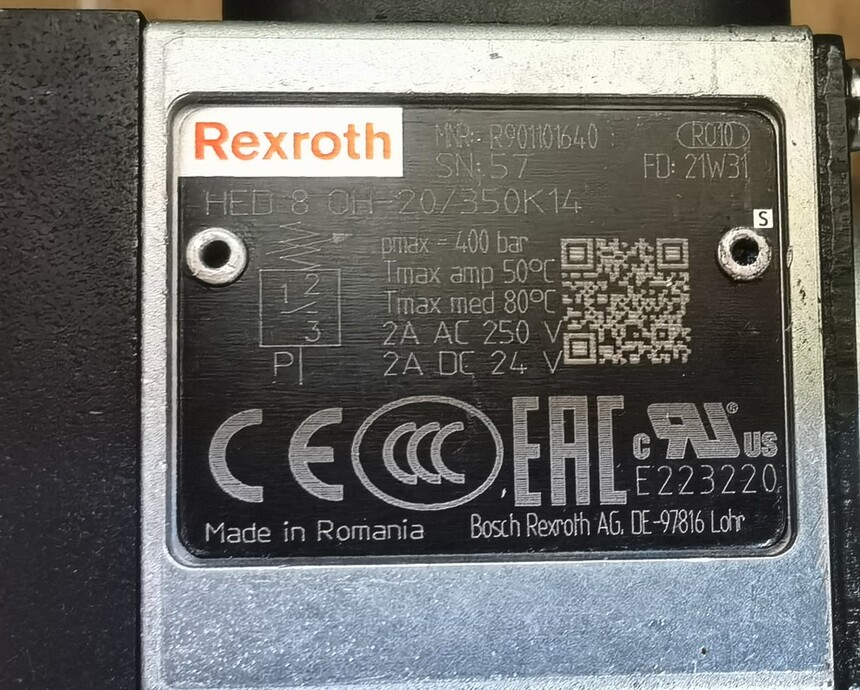 Rexroth
MNR: R901101640 RO10
SN: 57 FD: 21W31
HED 8 OH-20/350K14
S
pmax = 400 bar
Tmax amp 50°C
Tmax med 80°C
2A AC 250 V
2A DC 24 V
1 2
3
P
CE CCC EAC c RU ® US
E223220
Made in Romania Bosch Rexroth AG, DE-97816 Lohr